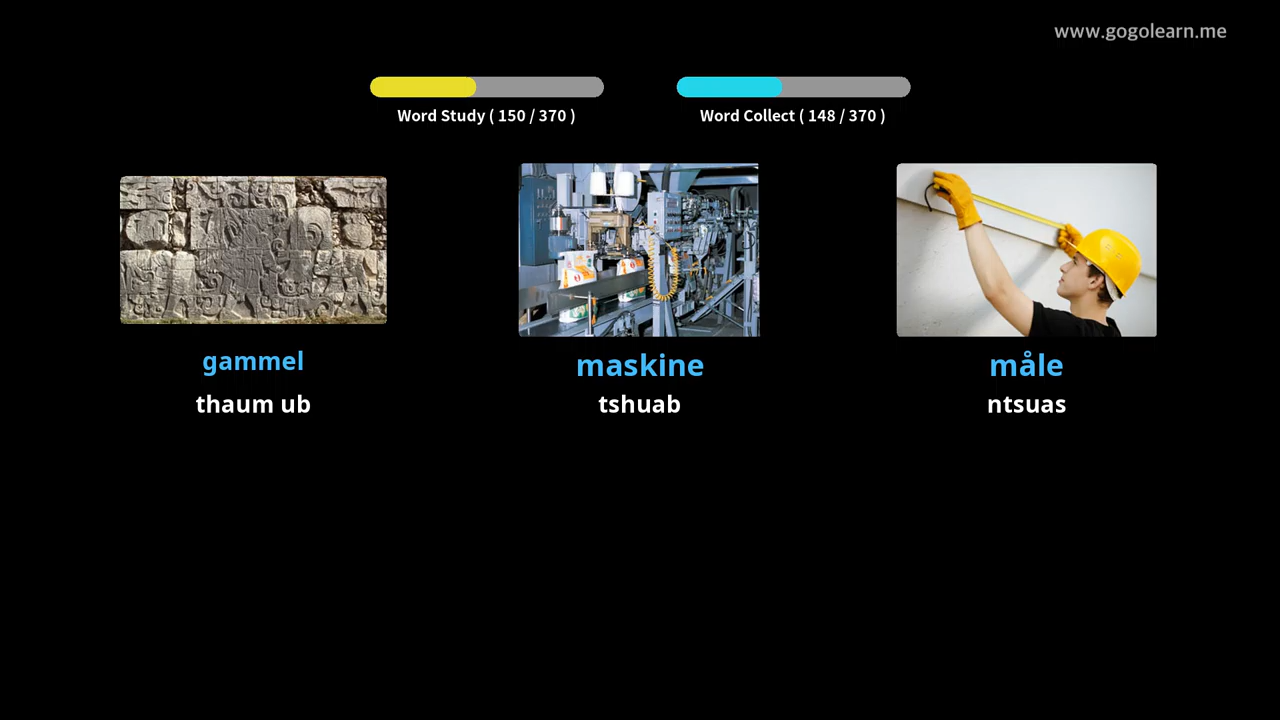 www.gogolearn.me
Word Study ( 150 / 370 )
Word Collect ( 148 / 370 )
gammel
thaum ub
maskine
tshuab
måle
ntsuas